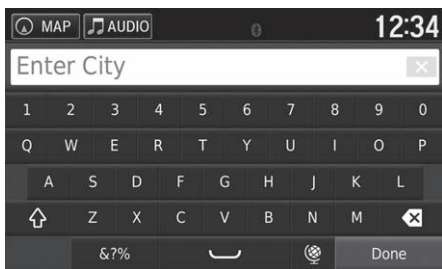 MAP AUDIO 12:34
Enter City
1 2 3 4 5 6 7 8 9 0
Q W E R T Y U I O P
A S D F G H J K L
Z X C V B N M
&?% Done